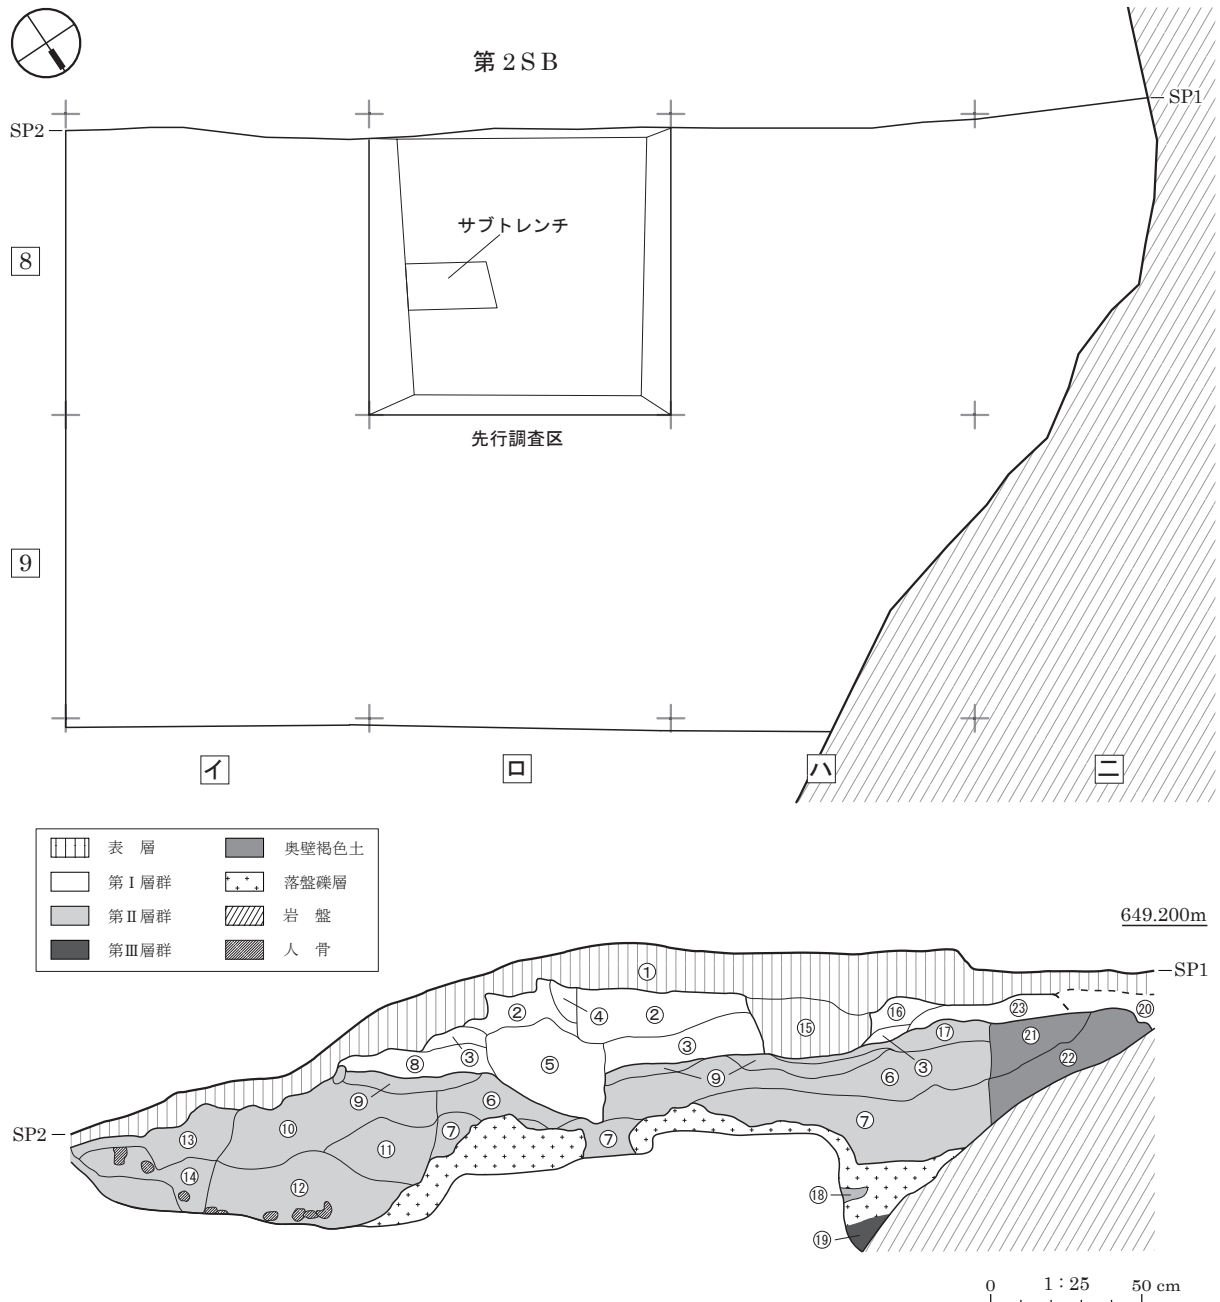 第 2 S B
SP1
SP2
サブトレンチ
8
先行調査区
9
イ ロ ハ ニ
表 層 奥壁褐色土
第Ⅰ層群 落盤礫層
第Ⅱ層群 岩 盤
第Ⅲ層群 人 骨
649.200m
SP1
①
② ④ ② ⑮ ⑯ ㉓ ⑳
⑧ ③ ⑤ ③ ⑰ ㉑
③
⑨ ⑥ ⑨ ⑥ ㉒
SP2 ⑬ ⑩ ⑦ ⑦ ⑦
⑪
⑭ ⑫
⑱
⑲
0 1:25 50 cm